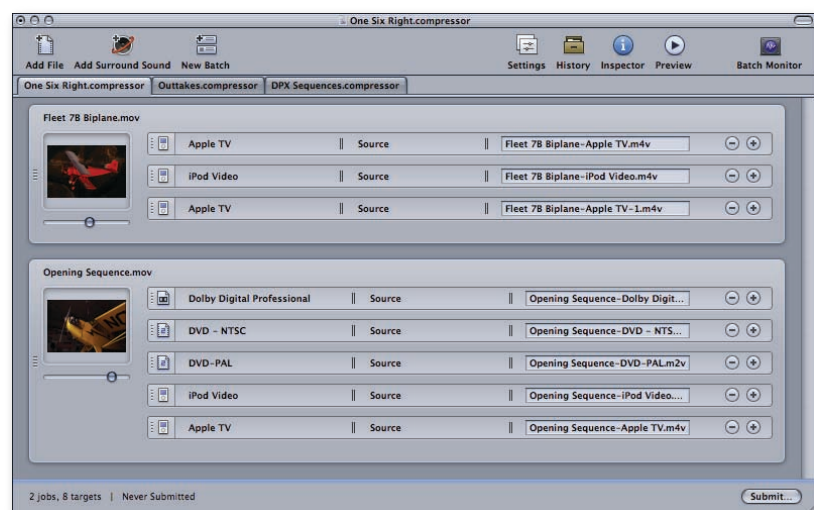 One Six Right.compressor
Add File Add Surround Sound New Batch Settings History Inspector Preview Batch Monitor
One Six Right.compressor Outtakes.compressor DPX Sequences.compressor
Fleet 7B Biplane.mov
Apple TV Source Fleet 7B Biplane-Apple TV.m4v
iPod Video Source Fleet 7B Biplane-iPod Video.m4v
Apple TV Source Fleet 7B Biplane-Apple TV-1.m4v
Opening Sequence.mov
Dolby Digital Professional Source Opening Sequence-Dolby Digit...
DVD - NTSC Source Opening Sequence-DVD - NTS...
DVD-PAL Source Opening Sequence-DVD-PAL.m2v
iPod Video Source Opening Sequence-iPod Video....
Apple TV Source Opening Sequence-Apple TV.m4v
2 jobs, 8 targets | Never Submitted Submit...